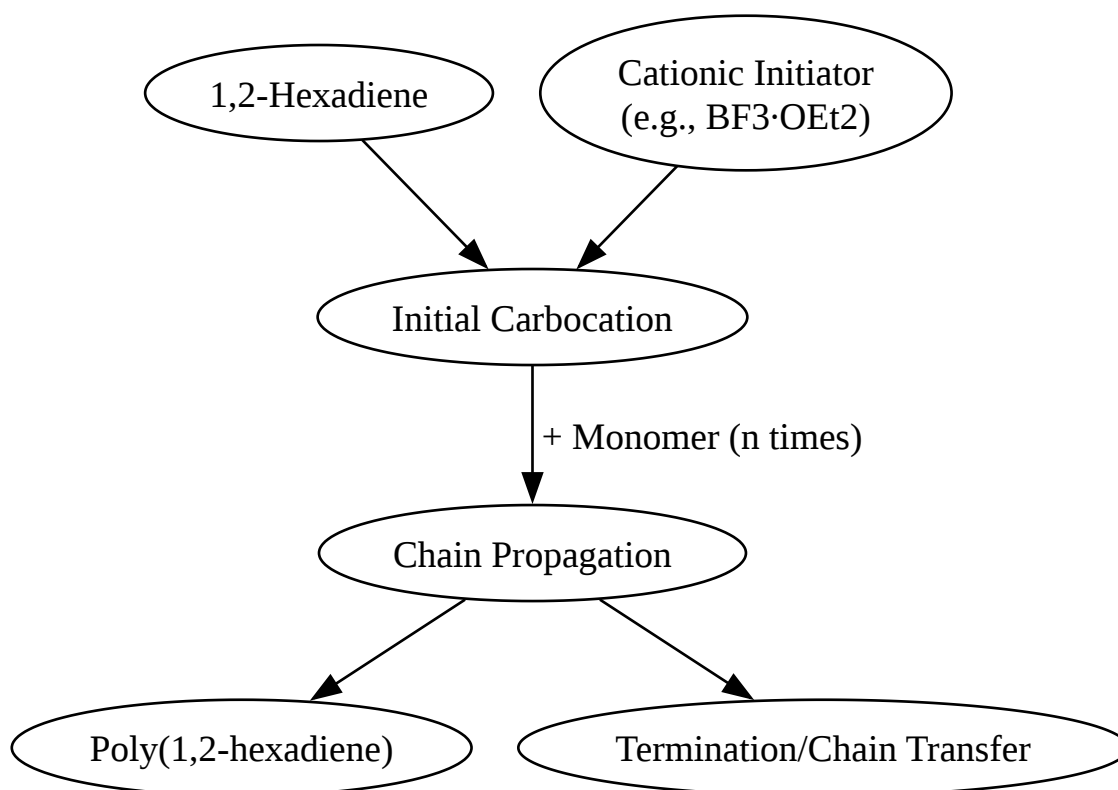 1,2-Hexadiene
Cationic Initiator
(e.g., BF3·OEt2)
Initial Carbocation
+ Monomer (n times)
Chain Propagation
Poly(1,2-hexadiene)
Termination/Chain Transfer